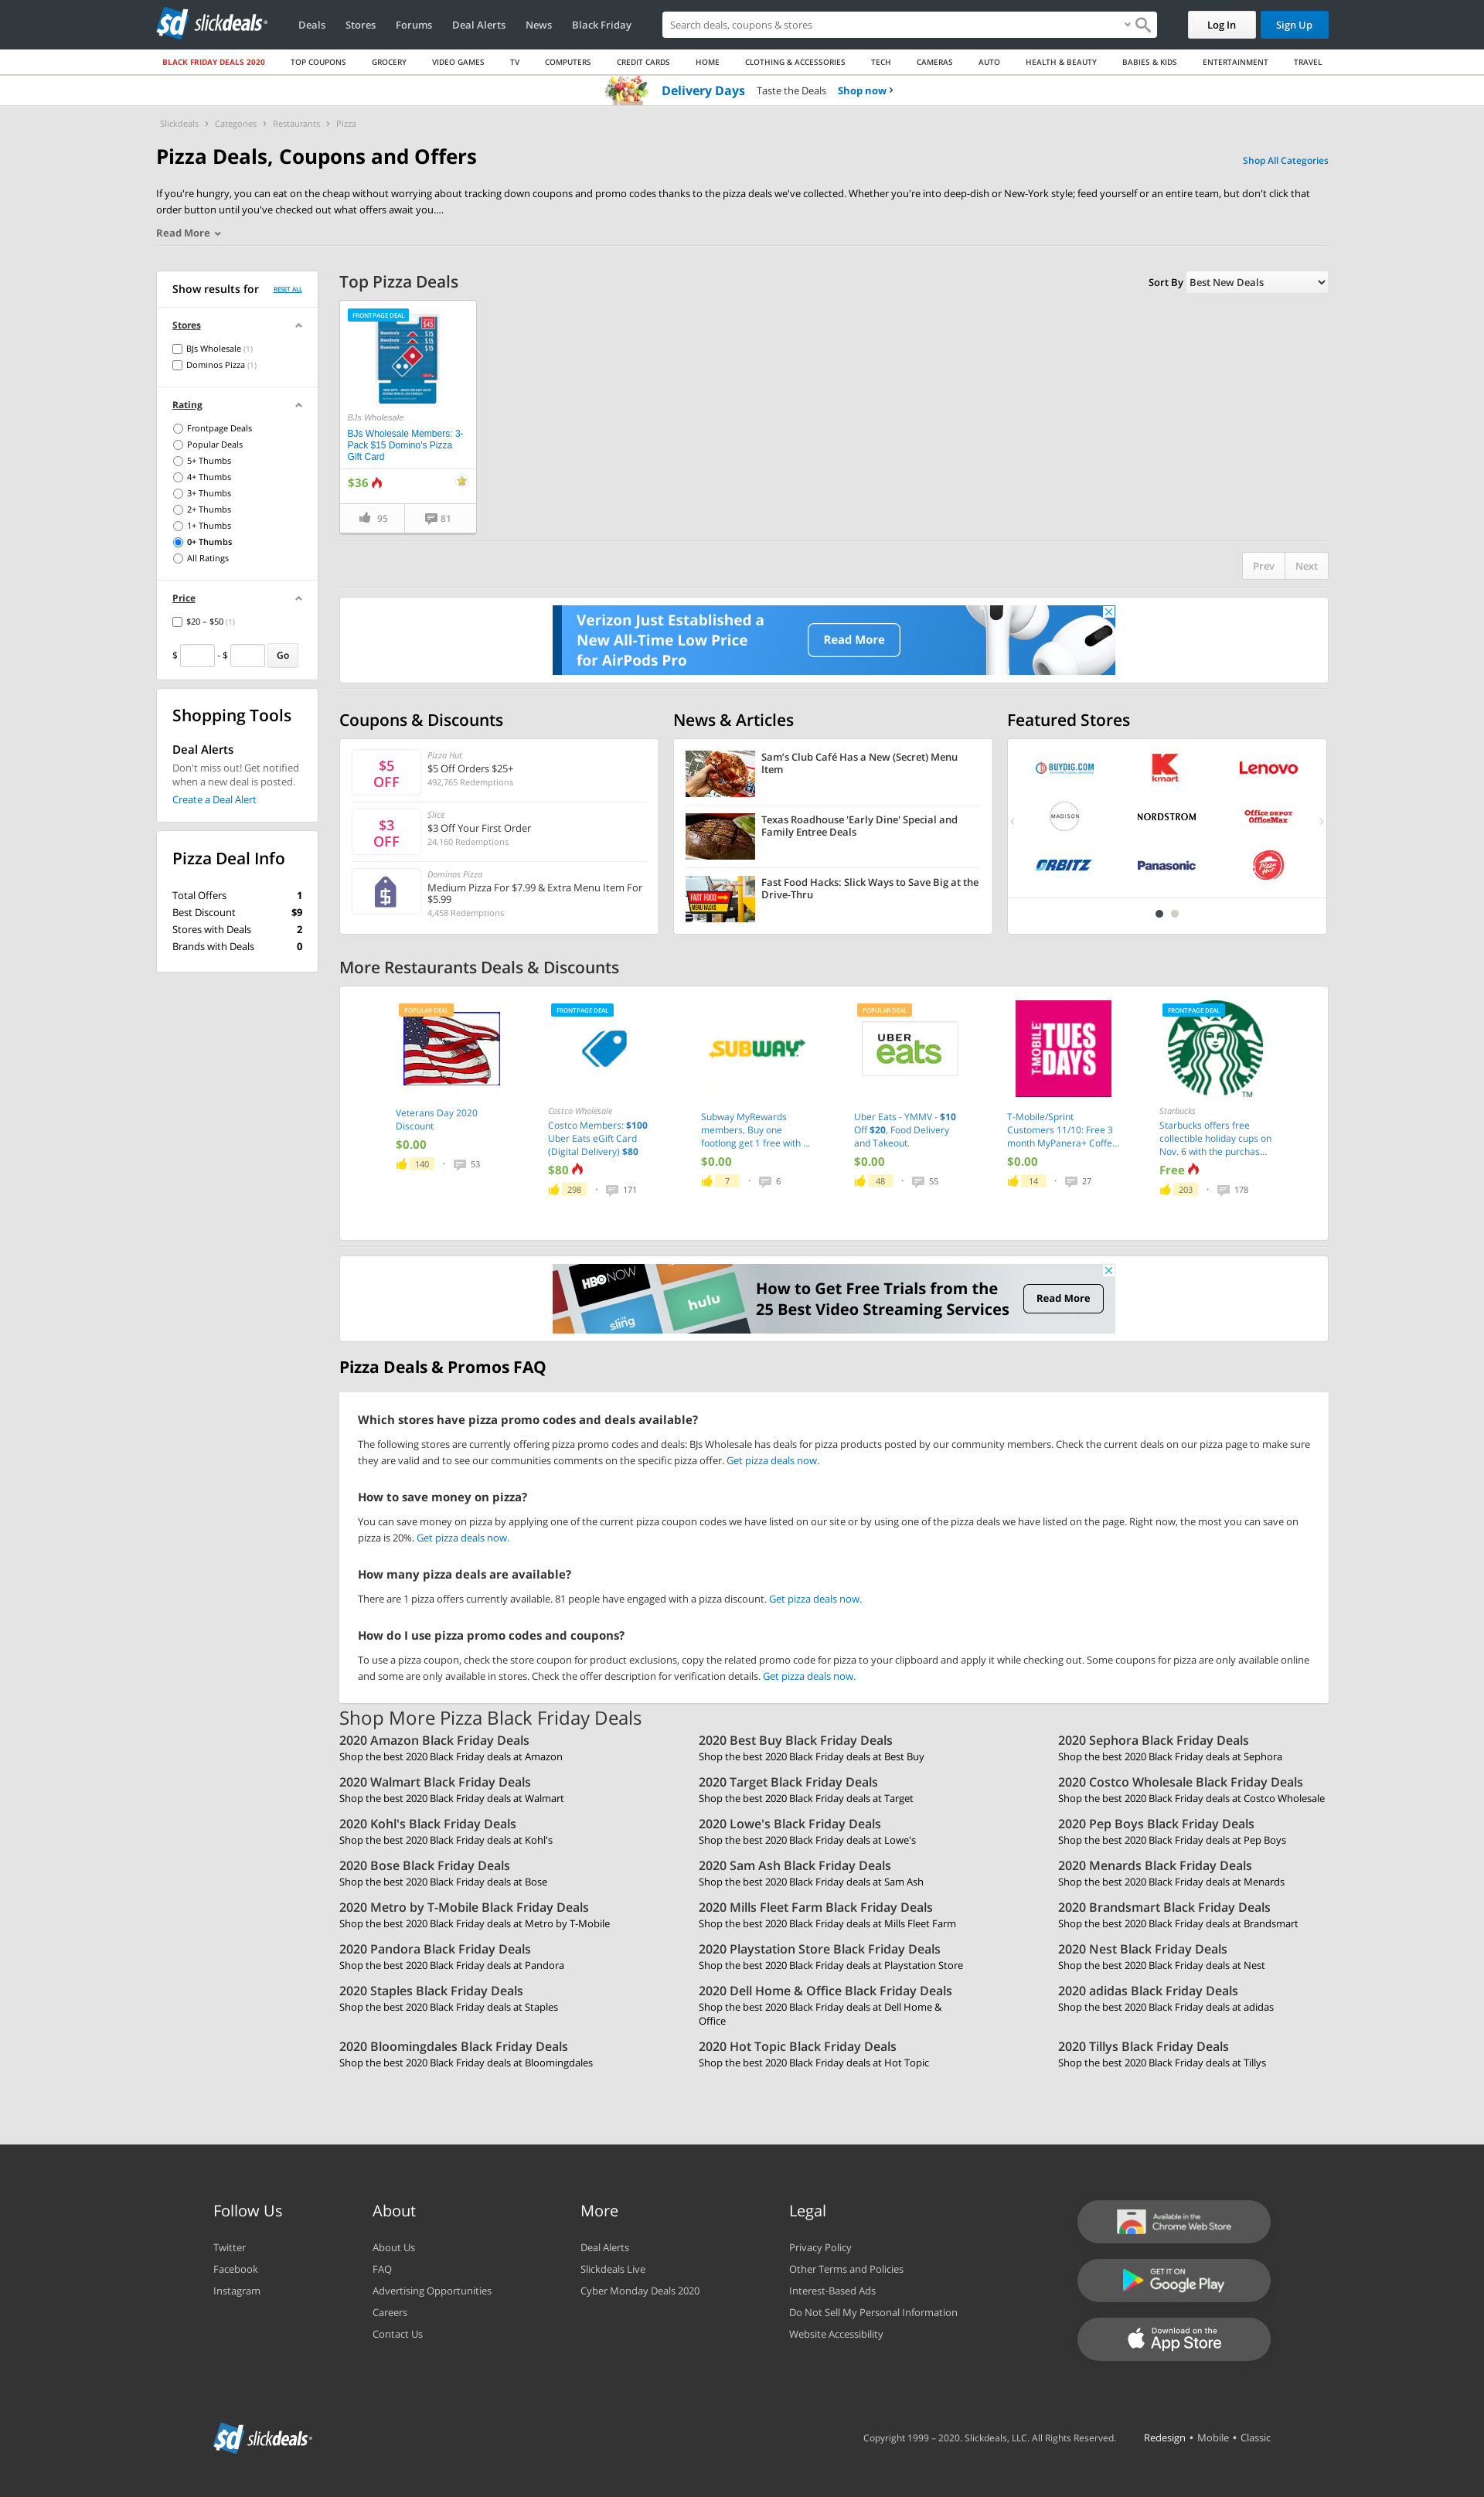 sd slickdeals
Deals Stores Forums Deal Alerts News Black Friday
Search deals, coupons & stores
Log In
Sign Up
BLACK FRIDAY DEALS 2020 TOP COUPONS GROCERY VIDEO GAMES TV COMPUTERS CREDIT CARDS HOME CLOTHING & ACCESSORIES TECH CAMERAS AUTO HEALTH & BEAUTY BABIES & KIDS ENTERTAINMENT TRAVEL
Delivery Days Taste the Deals Shop now ›
Slickdeals › Categories › Restaurants › Pizza
Pizza Deals, Coupons and Offers
Shop All Categories
If you're hungry, you can eat on the cheap without worrying about tracking down coupons and promo codes thanks to the pizza deals we've collected. Whether you're into deep-dish or New-York style; feed yourself or an entire team, but don't click that
order button until you've checked out what offers await you....
Read More
Show results for RESET ALL
Stores
BJs Wholesale (1)
Dominos Pizza (1)
Rating
Frontpage Deals
Popular Deals
5+ Thumbs
4+ Thumbs
3+ Thumbs
2+ Thumbs
1+ Thumbs
0+ Thumbs
All Ratings
Price
$20 – $50 (1)
$ - $ Go
Shopping Tools
Deal Alerts
Don't miss out! Get notified
when a new deal is posted.
Create a Deal Alert
Pizza Deal Info
Total Offers 1
Best Discount $9
Stores with Deals 2
Brands with Deals 0
Top Pizza Deals
Sort By Best New Deals
FRONTPAGE DEAL
$45
Domino's $15
Domino's $15
Domino's $15
BJs Wholesale
BJs Wholesale Members: 3-
Pack $15 Domino's Pizza
Gift Card
$36
95 81
Prev Next
Verizon Just Established a
New All-Time Low Price
for AirPods Pro
Read More
Coupons & Discounts
$5
OFF
Pizza Hut
$5 Off Orders $25+
492,765 Redemptions
$3
OFF
Slice
$3 Off Your First Order
24,160 Redemptions
$
Dominos Pizza
Medium Pizza For $7.99 & Extra Menu Item For
$5.99
4,458 Redemptions
News & Articles
Sam's Club Café Has a New (Secret) Menu
Item
Texas Roadhouse 'Early Dine' Special and
Family Entree Deals
FAST FOOD
MENU HACKS
Fast Food Hacks: Slick Ways to Save Big at the
Drive-Thru
Featured Stores
BUYDIG.COM
K
kmart
Lenovo
MADISON
NORDSTROM
Office DEPOT
OfficeMax
ORBITZ
Panasonic
Pizza Hut
More Restaurants Deals & Discounts
POPULAR DEAL
Veterans Day 2020
Discount
$0.00
140 · 53
FRONTPAGE DEAL
Costco Wholesale
Costco Members: $100
Uber Eats eGift Card
(Digital Delivery) $80
$80
298 · 171
SUBWAY
Subway MyRewards
members, Buy one
footlong get 1 free with ...
$0.00
7 · 6
POPULAR DEAL
UBER
eats
Uber Eats - YMMV - $10
Off $20, Food Delivery
and Takeout.
$0.00
48 · 55
T-MOBILE
TUES
DAYS
T-Mobile/Sprint
Customers 11/10: Free 3
month MyPanera+ Coffe...
$0.00
14 · 27
FRONTPAGE DEAL
TM
Starbucks
Starbucks offers free
collectible holiday cups on
Nov. 6 with the purchas...
Free
203 · 178
HBO NOW
sling
hulu
How to Get Free Trials from the
25 Best Video Streaming Services
Read More
Pizza Deals & Promos FAQ
Which stores have pizza promo codes and deals available?
The following stores are currently offering pizza promo codes and deals: BJs Wholesale has deals for pizza products posted by our community members. Check the current deals on our pizza page to make sure
they are valid and to see our communities comments on the specific pizza offer. Get pizza deals now.
How to save money on pizza?
You can save money on pizza by applying one of the current pizza coupon codes we have listed on our site or by using one of the pizza deals we have listed on the page. Right now, the most you can save on
pizza is 20%. Get pizza deals now.
How many pizza deals are available?
There are 1 pizza offers currently available. 81 people have engaged with a pizza discount. Get pizza deals now.
How do I use pizza promo codes and coupons?
To use a pizza coupon, check the store coupon for product exclusions, copy the related promo code for pizza to your clipboard and apply it while checking out. Some coupons for pizza are only available online
and some are only available in stores. Check the offer description for verification details. Get pizza deals now.
Shop More Pizza Black Friday Deals
2020 Amazon Black Friday Deals
Shop the best 2020 Black Friday deals at Amazon
2020 Best Buy Black Friday Deals
Shop the best 2020 Black Friday deals at Best Buy
2020 Sephora Black Friday Deals
Shop the best 2020 Black Friday deals at Sephora
2020 Walmart Black Friday Deals
Shop the best 2020 Black Friday deals at Walmart
2020 Target Black Friday Deals
Shop the best 2020 Black Friday deals at Target
2020 Costco Wholesale Black Friday Deals
Shop the best 2020 Black Friday deals at Costco Wholesale
2020 Kohl's Black Friday Deals
Shop the best 2020 Black Friday deals at Kohl's
2020 Lowe's Black Friday Deals
Shop the best 2020 Black Friday deals at Lowe's
2020 Pep Boys Black Friday Deals
Shop the best 2020 Black Friday deals at Pep Boys
2020 Bose Black Friday Deals
Shop the best 2020 Black Friday deals at Bose
2020 Sam Ash Black Friday Deals
Shop the best 2020 Black Friday deals at Sam Ash
2020 Menards Black Friday Deals
Shop the best 2020 Black Friday deals at Menards
2020 Metro by T-Mobile Black Friday Deals
Shop the best 2020 Black Friday deals at Metro by T-Mobile
2020 Mills Fleet Farm Black Friday Deals
Shop the best 2020 Black Friday deals at Mills Fleet Farm
2020 Brandsmart Black Friday Deals
Shop the best 2020 Black Friday deals at Brandsmart
2020 Pandora Black Friday Deals
Shop the best 2020 Black Friday deals at Pandora
2020 Playstation Store Black Friday Deals
Shop the best 2020 Black Friday deals at Playstation Store
2020 Nest Black Friday Deals
Shop the best 2020 Black Friday deals at Nest
2020 Staples Black Friday Deals
Shop the best 2020 Black Friday deals at Staples
2020 Dell Home & Office Black Friday Deals
Shop the best 2020 Black Friday deals at Dell Home &
Office
2020 adidas Black Friday Deals
Shop the best 2020 Black Friday deals at adidas
2020 Bloomingdales Black Friday Deals
Shop the best 2020 Black Friday deals at Bloomingdales
2020 Hot Topic Black Friday Deals
Shop the best 2020 Black Friday deals at Hot Topic
2020 Tillys Black Friday Deals
Shop the best 2020 Black Friday deals at Tillys
Follow Us
Twitter
Facebook
Instagram
About
About Us
FAQ
Advertising Opportunities
Careers
Contact Us
More
Deal Alerts
Slickdeals Live
Cyber Monday Deals 2020
Legal
Privacy Policy
Other Terms and Policies
Interest-Based Ads
Do Not Sell My Personal Information
Website Accessibility
Available in the
Chrome Web Store
GET IT ON
Google Play
Download on the
App Store
sd slickdeals
Copyright 1999 – 2020. Slickdeals, LLC. All Rights Reserved.
Redesign • Mobile • Classic